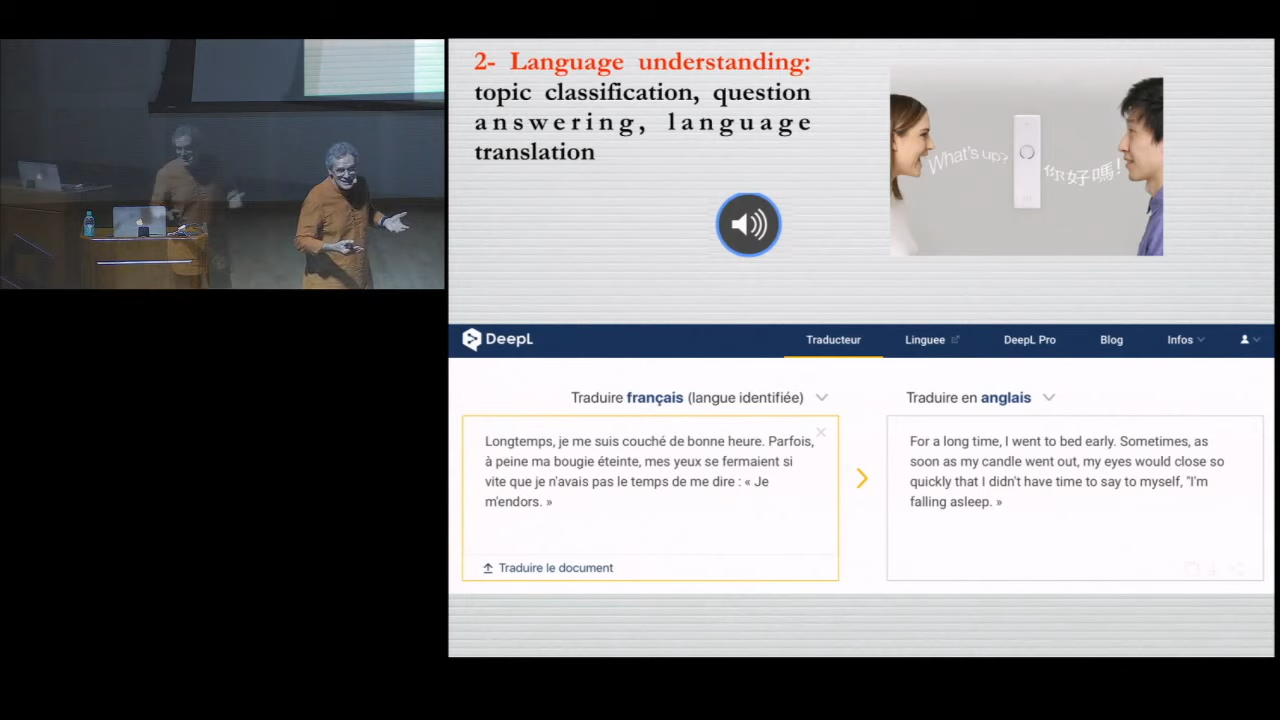 2- Language understanding:
topic classification, question
answering, language
translation
What's up?
你好嗎!
DeepL
Traducteur
Linguee
DeepL Pro
Blog
Infos
Traduire français (langue identifiée)
Traduire en anglais
Longtemps, je me suis couché de bonne heure. Parfois,
à peine ma bougie éteinte, mes yeux se fermaient si
vite que je n'avais pas le temps de me dire : « Je
m'endors. »
Traduire le document
For a long time, I went to bed early. Sometimes, as
soon as my candle went out, my eyes would close so
quickly that I didn't have time to say to myself, "I'm
falling asleep. »